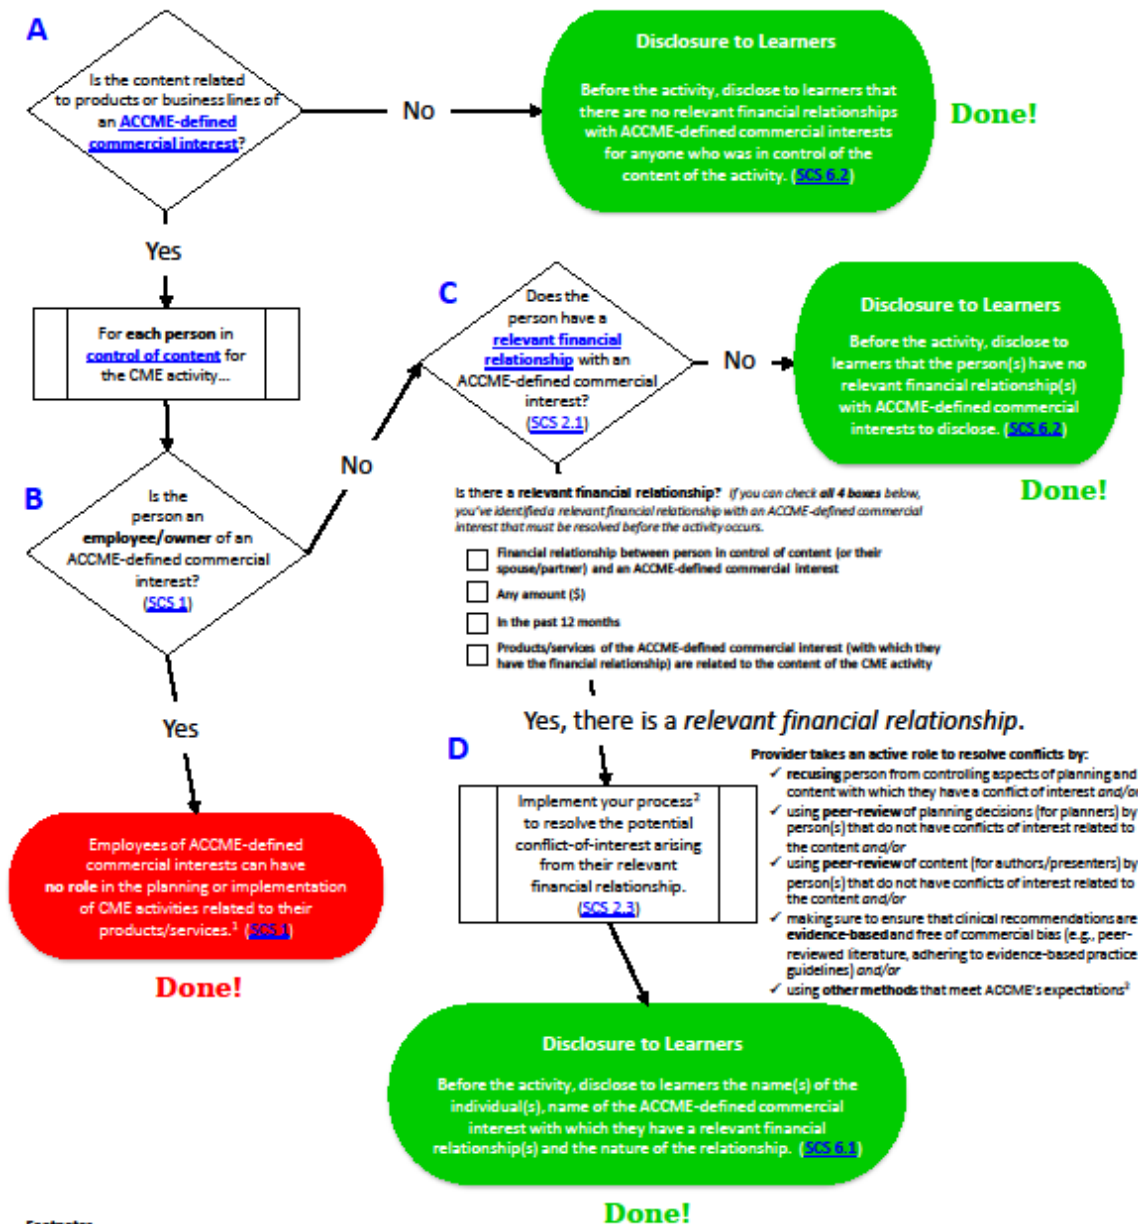 A
Is the content related
to products or business lines of
an ACCME-defined
commercial interest?
No
Disclosure to Learners
Before the activity, disclose to learners that
there are no relevant financial relationships
with ACCME-defined commercial interests
for anyone who was in control of the
content of the activity. (SCS 6.2)
Done!
Yes
For each person in
control of content for
the CME activity...
C
Does the
person have a
relevant financial
relationship with an
ACCME-defined commercial
interest?
(SCS 2.1)
No
Disclosure to Learners
Before the activity, disclose to
learners that the person(s) have no
relevant financial relationship(s)
with ACCME-defined commercial
interests to disclose. (SCS 6.2)
Done!
No
B
Is the
person an
employee/owner of an
ACCME-defined commercial
interest?
(SCS 1)
Is there a relevant financial relationship? If you can check all 4 boxes below,
you've identified a relevant financial relationship with an ACCME-defined commercial
interest that must be resolved before the activity occurs.
Financial relationship between person in control of content (or their
spouse/partner) and an ACCME-defined commercial interest
Any amount ($)
In the past 12 months
Products/services of the ACCME-defined commercial interest (with which they
have the financial relationship) are related to the content of the CME activity
Yes
Yes, there is a relevant financial relationship.
Employees of ACCME-defined
commercial interests can have
no role in the planning or implementation
of CME activities related to their
products/services.¹ (SCS 1)
Done!
D
Implement your process²
to resolve the potential
conflict-of-interest arising
from their relevant
financial relationship.
(SCS 2.3)
Provider takes an active role to resolve conflicts by:
✓ recusing person from controlling aspects of planning and
content with which they have a conflict of interest and/or
✓ using peer-review of planning decisions (for planners) by
person(s) that do not have conflicts of interest related to
the content and/or
✓ using peer-review of content (for authors/presenters) by
person(s) that do not have conflicts of interest related to
the content and/or
✓ making sure to ensure that clinical recommendations are
evidence-based and free of commercial bias (e.g., peer-
reviewed literature, adhering to evidence-based practice
guidelines) and/or
✓ using other methods that meet ACCME's expectations³
Disclosure to Learners
Before the activity, disclose to learners the name(s) of the
individual(s), name of the ACCME-defined commercial
interest with which they have a relevant financial
relationship(s) and the nature of the relationship. (SCS 6.1)
Done!